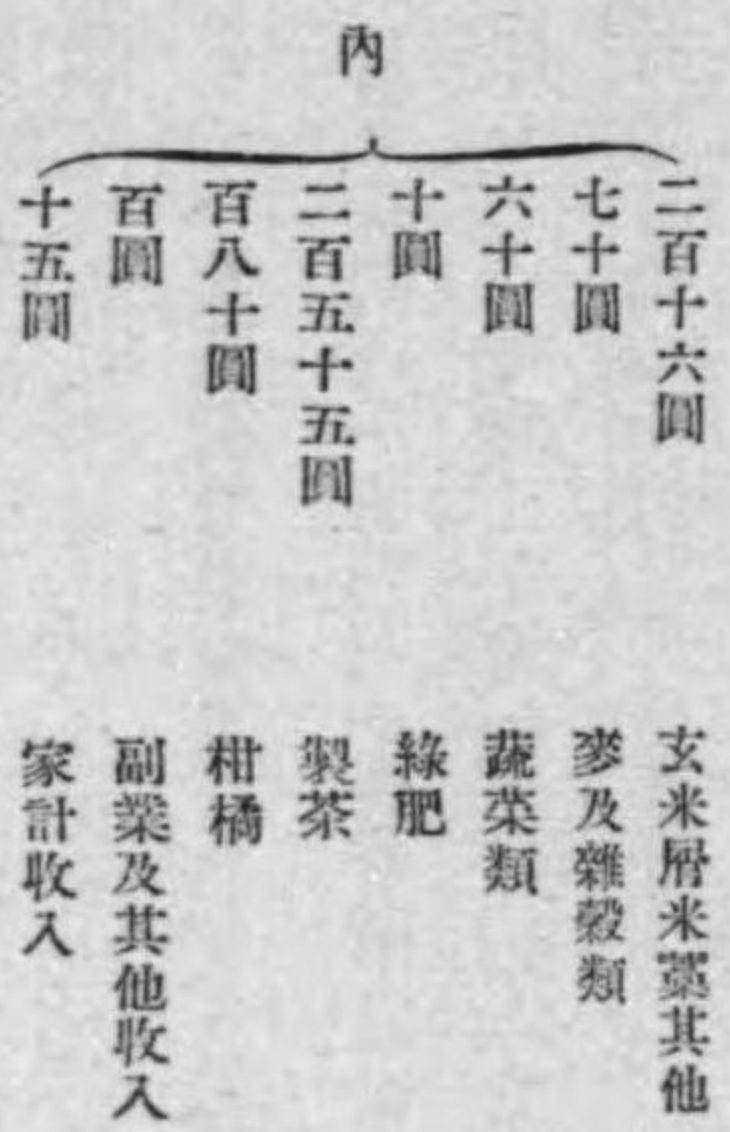 內
二百十六圓 玄米屑米藁其他
七十圓 麥及雜穀類
六十圓 蔬菜類
十圓 綠肥
二百五十五圓 製茶
百八十圓 柑橘
百圓 副業及其他收入
十五圓 家計收入